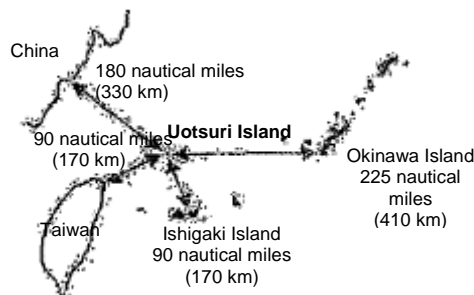 China
180 nautical miles
(330 km)
90 nautical miles
(170 km)
Uotsuri Island
Okinawa Island
225 nautical
miles
(410 km)
Taiwan
Ishigaki Island
90 nautical miles
(170 km)